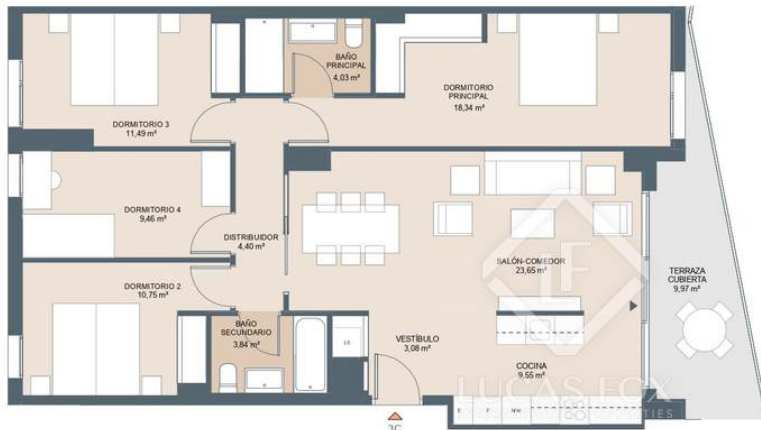 BAÑO
PRINCIPAL
4,03 m²
DORMITORIO
PRINCIPAL
18,34 m²
DORMITORIO 3
11,49 m²
DORMITORIO 4
9,46 m²
DISTRIBUIDOR
4,40 m²
SALÓN-COMEDOR
23,65 m²
TERRAZA
CUBIERTA
9,97 m²
DORMITORIO 2
10,75 m²
BAÑO
SECUNDARIO
3,84 m²
VESTÍBULO
3,08 m²
COCINA
9,55 m²
LF
LUCAS FOX
3C